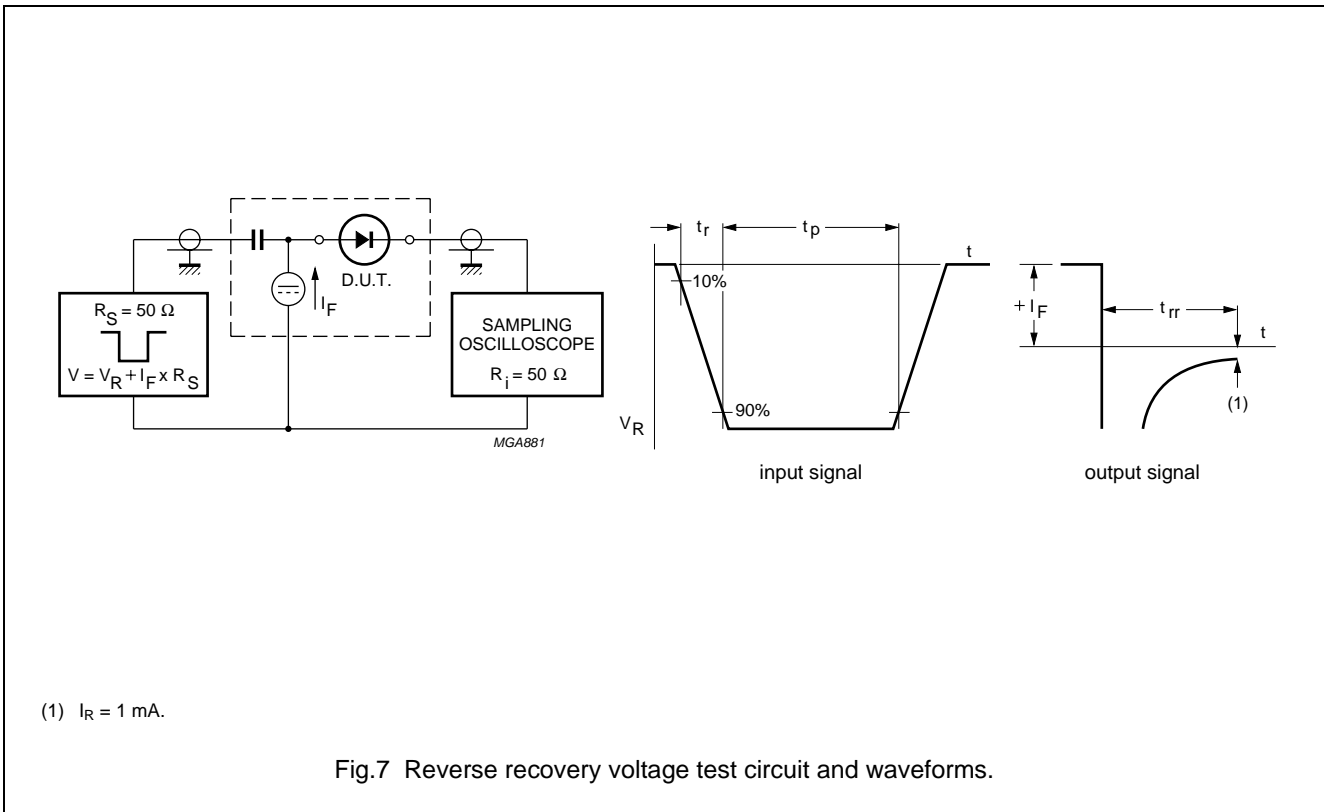 R_S = 50 Ω
V = V_R + I_F x R_S
I_F
D.U.T.
SAMPLING
OSCILLOSCOPE
R_i = 50 Ω
MGA881
t_r
t_p
t
10%
90%
V_R
input signal
+ I_F
t_rr
t
(1)
output signal
(1) I_R = 1 mA.
Fig.7 Reverse recovery voltage test circuit and waveforms.